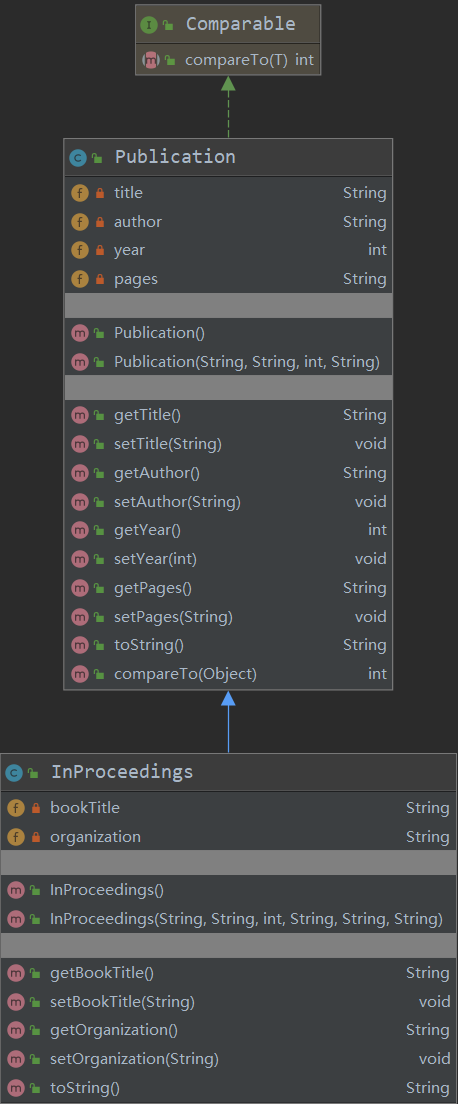 I Comparable
m compareTo(T) int
C Publication
f title String
f author String
f year int
f pages String
m Publication()
m Publication(String, String, int, String)
m getTitle() String
m setTitle(String) void
m getAuthor() String
m setAuthor(String) void
m getYear() int
m setYear(int) void
m getPages() String
m setPages(String) void
m toString() String
m compareTo(Object) int
C InProceedings
f bookTitle String
f organization String
m InProceedings()
m InProceedings(String, String, int, String, String, String)
m getBookTitle() String
m setBookTitle(String) void
m getOrganization() String
m setOrganization(String) void
m toString() String